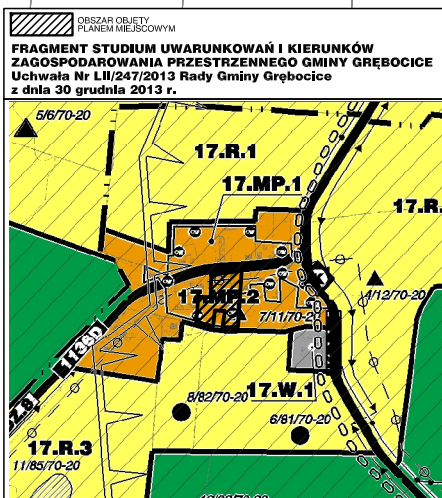 OBSZAR OBJĘTY
PLANEM MIEJSCOWYM
FRAGMENT STUDIUM UWARUNKOWAŃ I KIERUNKÓW
ZAGOSPODAROWANIA PRZESTRZENNEGO GMINY GRĘBOCICE
Uchwała Nr LII/247/2013 Rady Gminy Grębocice
z dnia 30 grudnia 2013 r.
5/6/70-20
17.R.1
17.MP.1
17.R.
17.MP.2
4/12/70-20
7/11/70-2
1136D
8/82/70-20
17.W.1
6/81/70-20
17.R.3
11/85/70-20